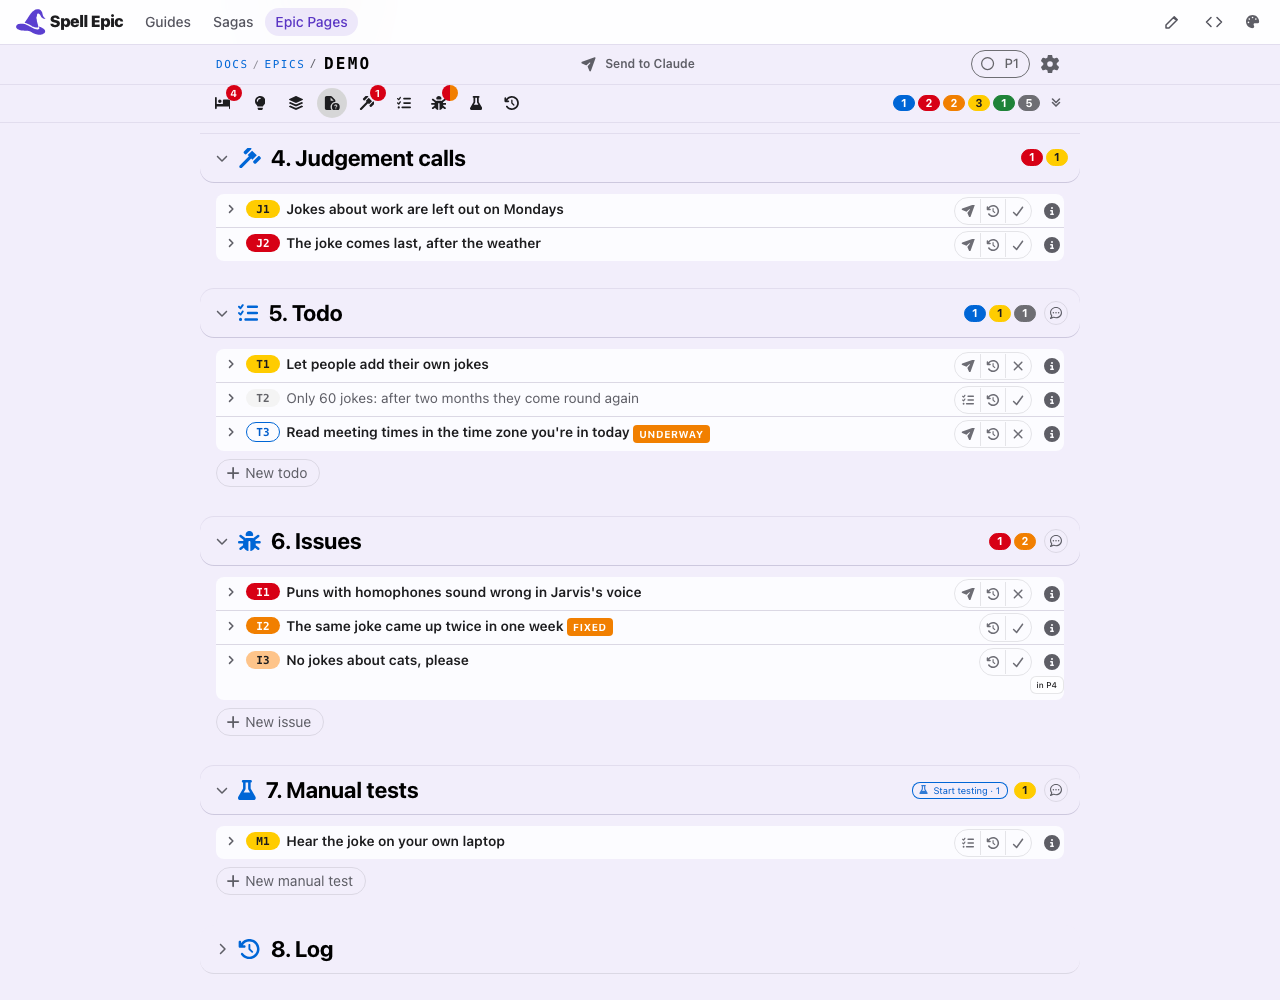 Spell Epic Guides Sagas Epic Pages
DOCS / EPICS / DEMO Send to Claude P1
4 1 1 2 2 3 1 5
4. Judgement calls 1 1
J1 Jokes about work are left out on Mondays
J2 The joke comes last, after the weather
5. Todo 1 1 1
T1 Let people add their own jokes
T2 Only 60 jokes: after two months they come round again
T3 Read meeting times in the time zone you're in today UNDERWAY
New todo
6. Issues 1 2
I1 Puns with homophones sound wrong in Jarvis's voice
I2 The same joke came up twice in one week FIXED
I3 No jokes about cats, please
in P4
New issue
7. Manual tests Start testing · 1 1
M1 Hear the joke on your own laptop
New manual test
8. Log